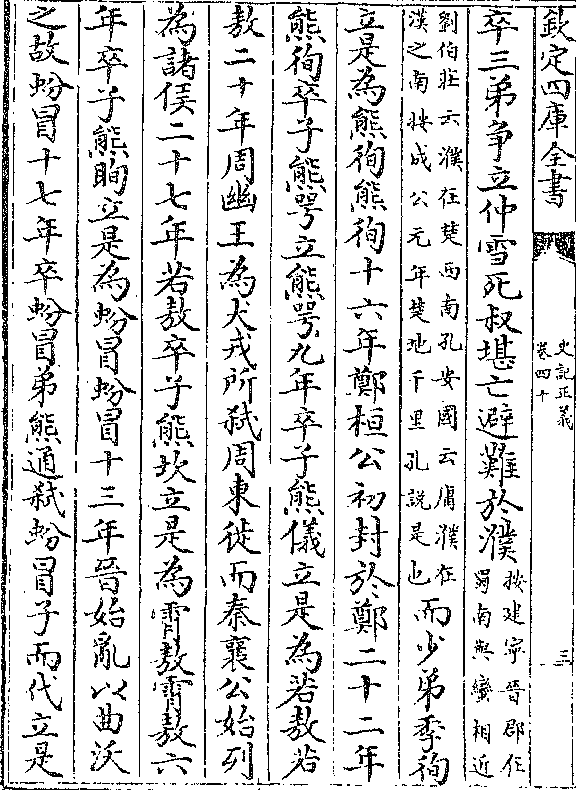 欽定四庫全書
史記正義
卷四十
三
卒三弟爭立仲雪死叔堪亡避難於濮
按建寧晉郡在
蜀南與蠻相近
劉伯莊云濮在楚西南孔安國云庸濮在
漢之南按成公元年楚地千里孔說是也
而少弟季徇
立是為熊徇熊徇十六年鄭桓公初封於鄭二十二年
熊徇卒子熊咢立熊咢九年卒子熊儀立是為若敖若
敖二十年周幽王為犬戎所弒周東徙而秦襄公始列
為諸侯二十七年若敖卒子熊坎立是為霄敖霄敖六
年卒子熊眴立是為蚡冒蚡冒十三年晉始亂以曲沃
之故蚡冒十七年卒蚡冒弟熊通弒蚡冒子而代立是